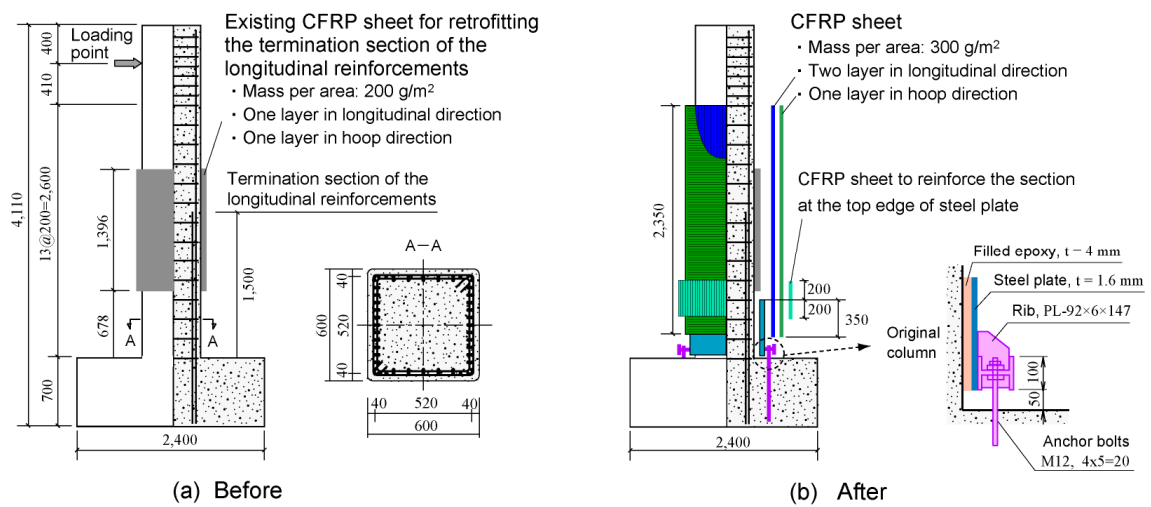 Existing CFRP sheet for retrofitting
the termination section of the
longitudinal reinforcements
・Mass per area: 200 g/m²
・One layer in longitudinal direction
・One layer in hoop direction
Loading
point
400
410
4,110
13@200=2,600
1,396
678
700
Termination section of the
longitudinal reinforcements
1,500
A
A
A－A
40
520
40
600
40
520
40
600
2,400
(a) Before
CFRP sheet
・Mass per area: 300 g/m²
・Two layer in longitudinal direction
・One layer in hoop direction
CFRP sheet to reinforce the section
at the top edge of steel plate
2,350
200
200
350
Original
column
Filled epoxy, t = 4 mm
Steel plate, t = 1.6 mm
Rib, PL-92×6×147
100
50
Anchor bolts
M12, 4x5=20
2,400
(b) After